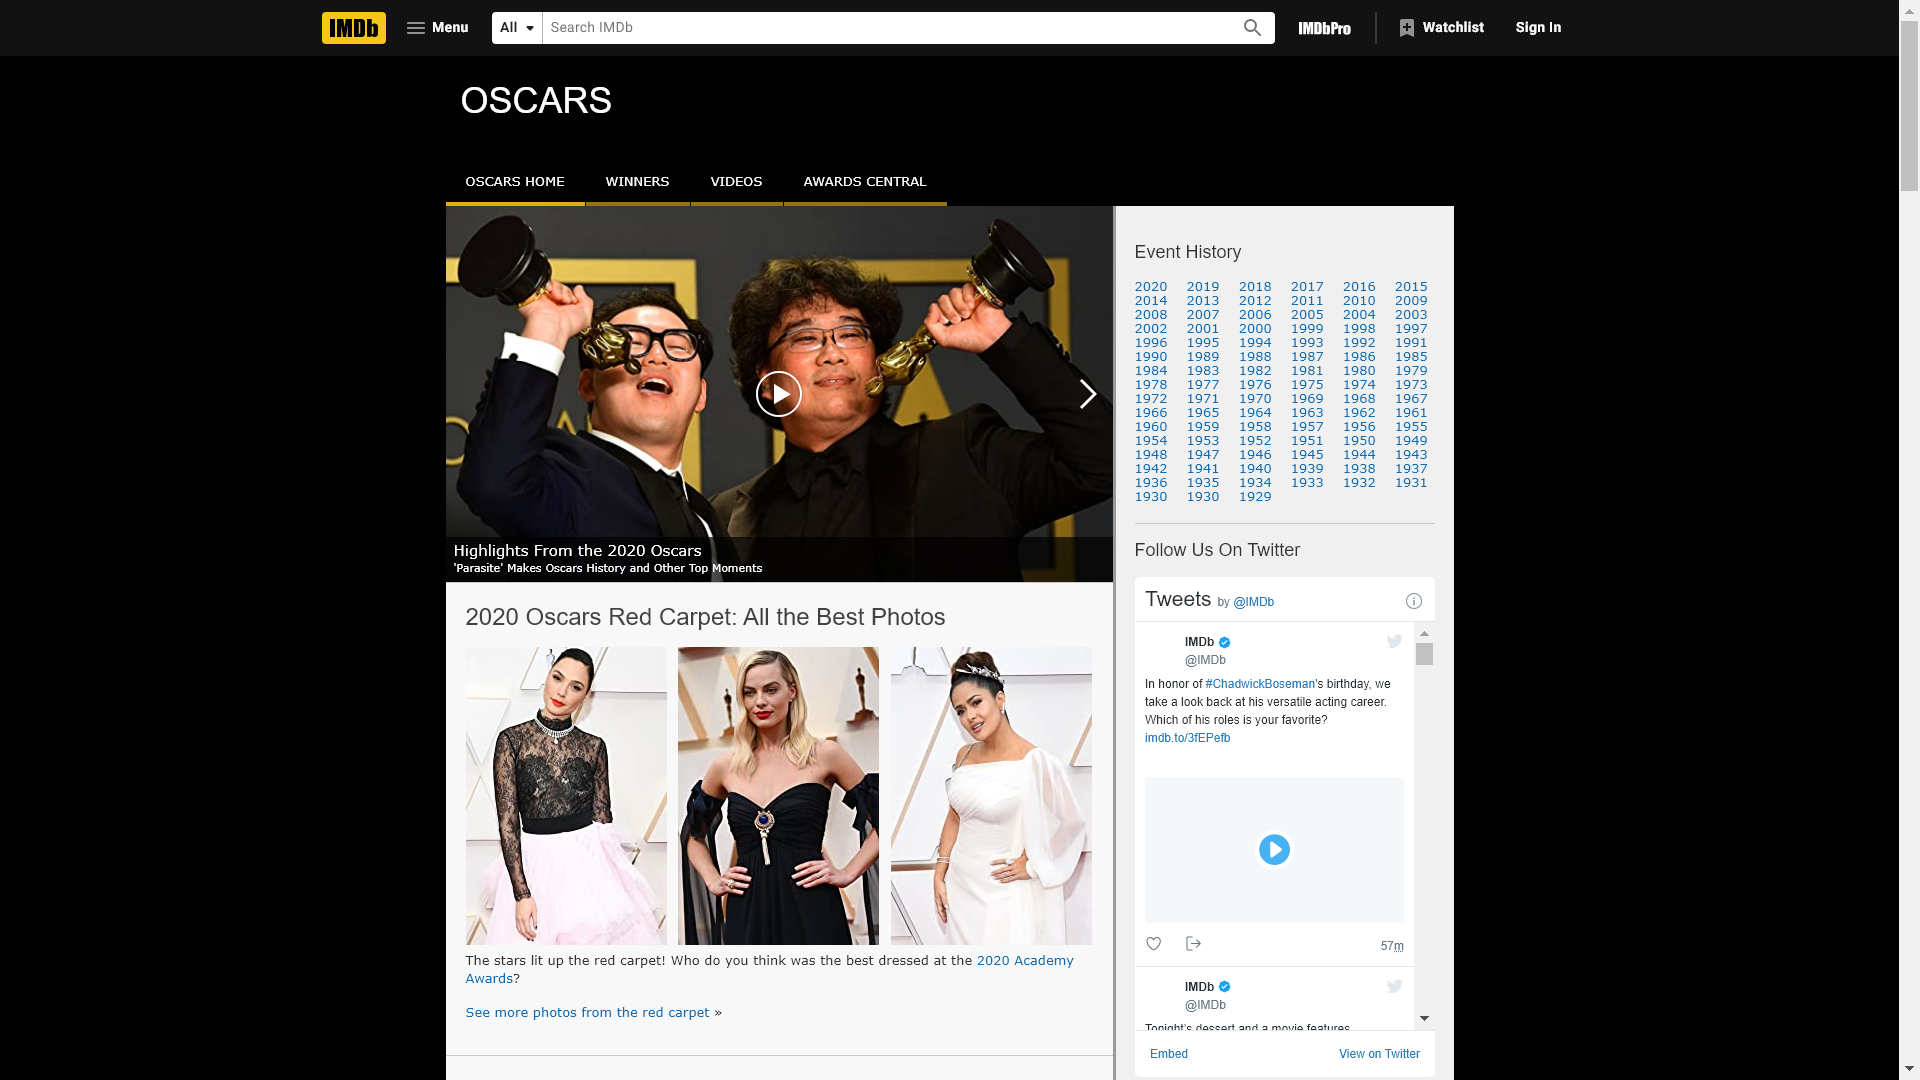 IMDb Menu All Search IMDb IMDbPro Watchlist Sign In
OSCARS
OSCARS HOME WINNERS VIDEOS AWARDS CENTRAL
Highlights From the 2020 Oscars
'Parasite' Makes Oscars History and Other Top Moments
2020 Oscars Red Carpet: All the Best Photos
The stars lit up the red carpet! Who do you think was the best dressed at the 2020 Academy
Awards?
See more photos from the red carpet »
Event History
2020 2019 2018 2017 2016 2015
2014 2013 2012 2011 2010 2009
2008 2007 2006 2005 2004 2003
2002 2001 2000 1999 1998 1997
1996 1995 1994 1993 1992 1991
1990 1989 1988 1987 1986 1985
1984 1983 1982 1981 1980 1979
1978 1977 1976 1975 1974 1973
1972 1971 1970 1969 1968 1967
1966 1965 1964 1963 1962 1961
1960 1959 1958 1957 1956 1955
1954 1953 1952 1951 1950 1949
1948 1947 1946 1945 1944 1943
1942 1941 1940 1939 1938 1937
1936 1935 1934 1933 1932 1931
1930 1930 1929
Follow Us On Twitter
Tweets by @IMDb
IMDb
@IMDb
In honor of #ChadwickBoseman's birthday, we
take a look back at his versatile acting career.
Which of his roles is your favorite?
imdb.to/3fEPefb
57m
IMDb
@IMDb
Tonight's dessert and a movie features
Embed View on Twitter